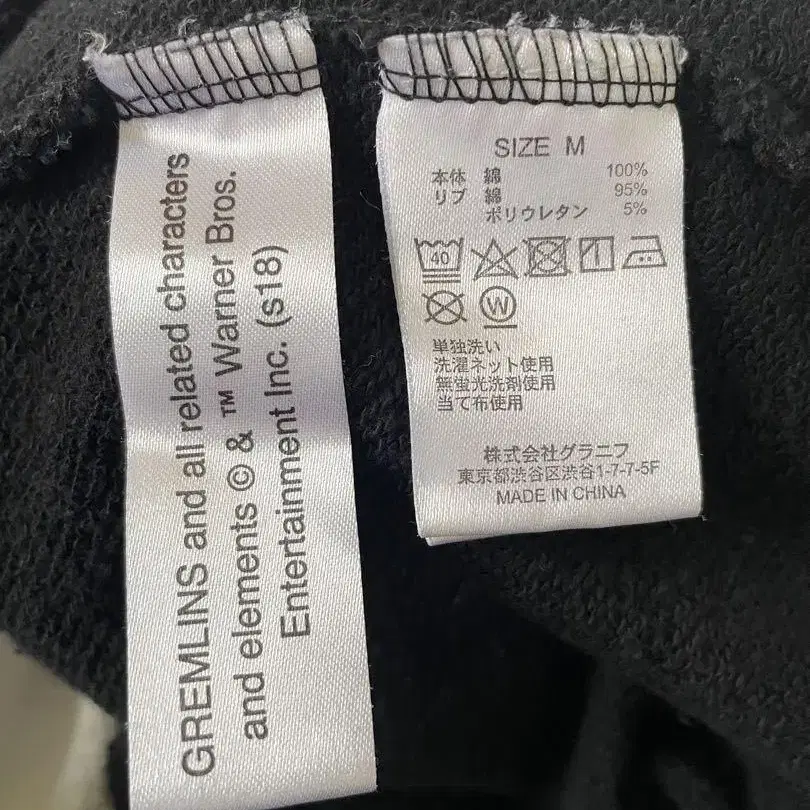 GREMLINS and all related characters
and elements © & ™ Warner Bros.
Entertainment Inc. (s18)
SIZE M
本体 綿 100%
リブ 綿 95%
ポリウレタン 5%
40
W
単独洗い
洗濯ネット使用
無蛍光洗剤使用
当て布使用
株式会社グラニフ
東京都渋谷区渋谷1-7-7-5F
MADE IN CHINA